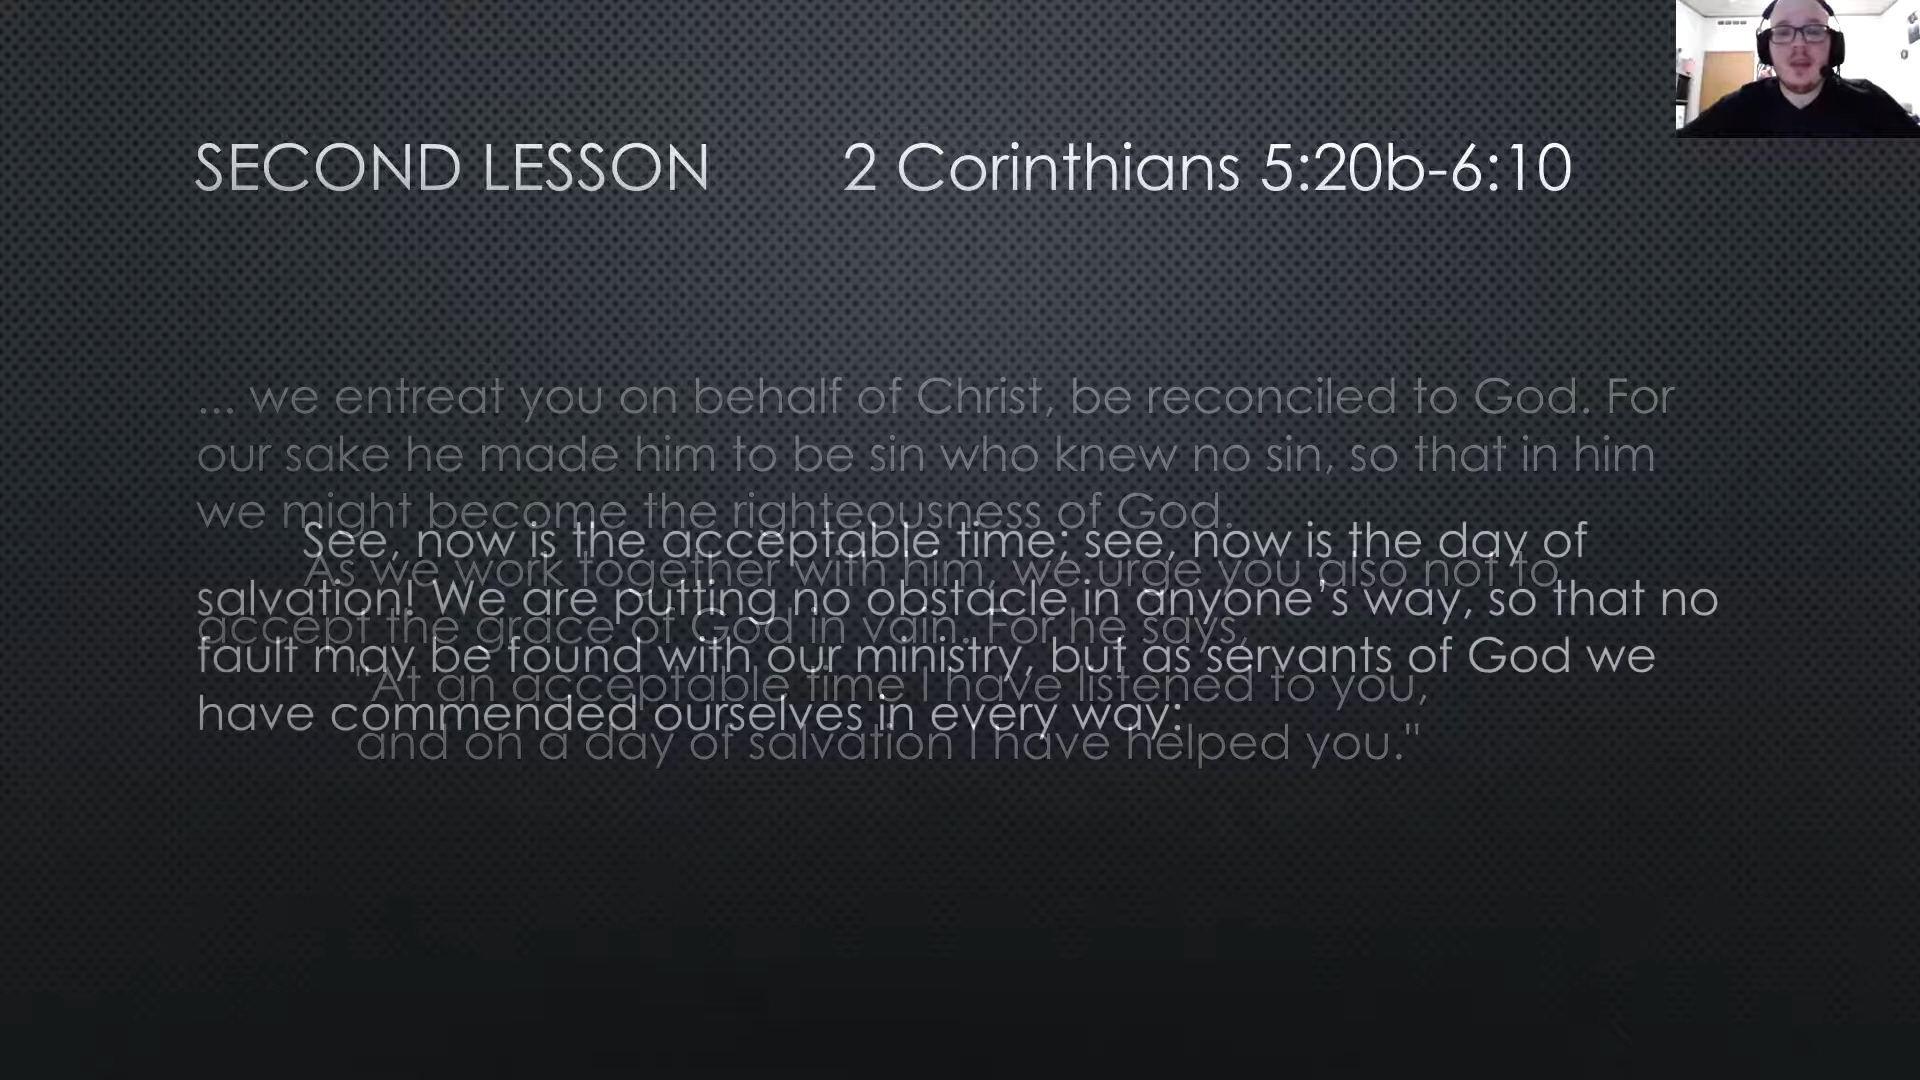 SECOND LESSON 2 Corinthians 5:20b-6:10
... we entreat you on behalf of Christ, be reconciled to God. For
our sake he made him to be sin who knew no sin, so that in him
we might become the righteousness of God.
As we work together with him, we urge you also not to
accept the grace of God in vain. For he says,
"At an acceptable time I have listened to you,
and on a day of salvation I have helped you."
See, now is the acceptable time; see, now is the day of
salvation! We are putting no obstacle in anyone’s way, so that no
fault may be found with our ministry, but as servants of God we
have commended ourselves in every way: